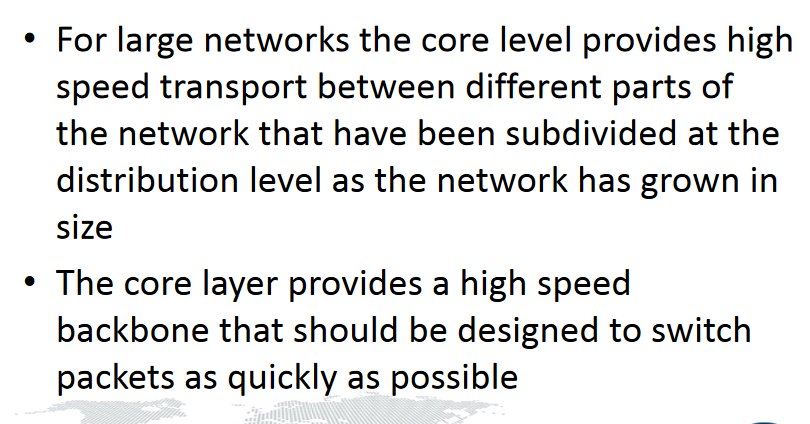 • For large networks the core level provides high
speed transport between different parts of
the network that have been subdivided at the
distribution level as the network has grown in
size
• The core layer provides a high speed
backbone that should be designed to switch
packets as quickly as possible